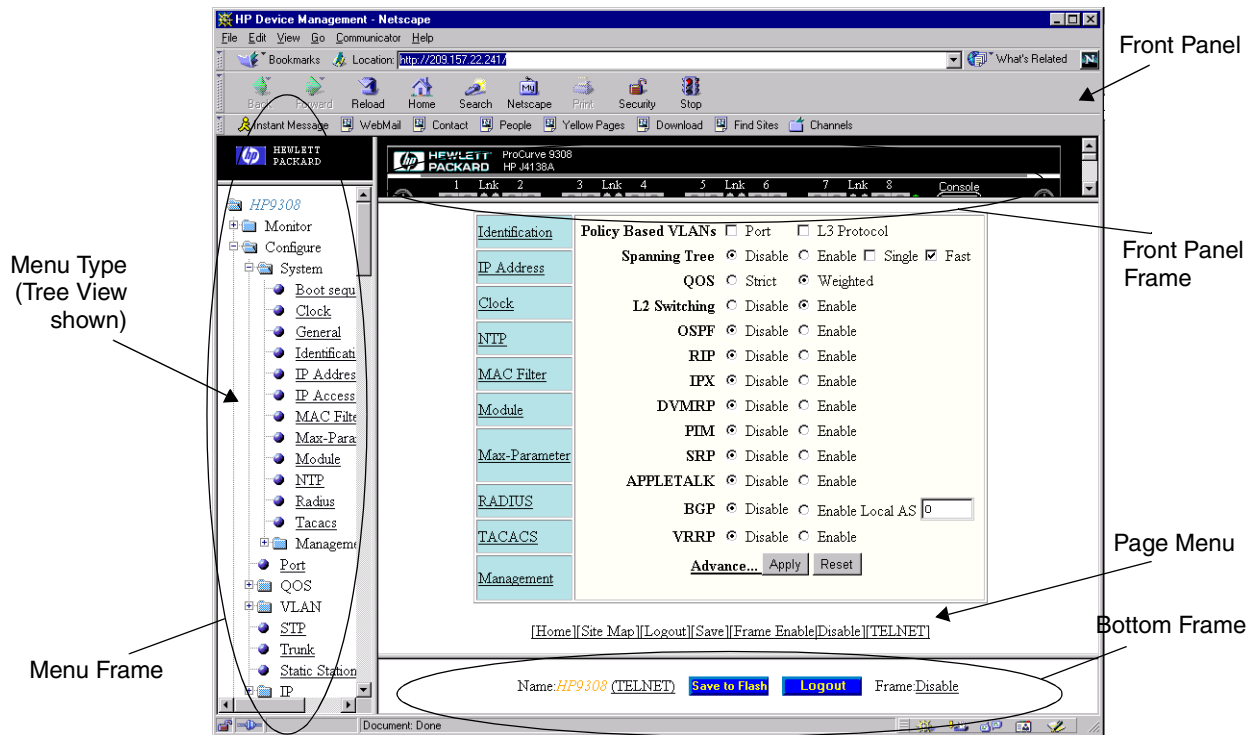 HP Device Management - Netscape
File Edit View Go Communicator Help
Bookmarks Location: http://209.157.22.241/ What's Related N
Back Forward Reload Home Search Netscape Print Security Stop
My
Instant Message WebMail Contact People Yellow Pages Download Find Sites Channels
Front Panel
hp HEWLETT PACKARD
hp HEWLETT PACKARD ProCurve 9308
HP J4138A
1 Lnk 2 3 Lnk 4 5 Lnk 6 7 Lnk 8 Console
Front Panel
Frame
Menu Type
(Tree View
shown)
HP9308
Monitor
Configure
System
Boot sequ
Clock
General
Identificati
IP Addres
IP Access
MAC Filte
Max-Para
Module
NTP
Radius
Tacacs
Manageme
Port
QOS
VLAN
STP
Trunk
Static Station
IP
Menu Frame
Identification
IP Address
Clock
NTP
MAC Filter
Module
Max-Parameter
RADIUS
TACACS
Management
Policy Based VLANs Port L3 Protocol
Spanning Tree Disable Enable Single Fast
QOS Strict Weighted
L2 Switching Disable Enable
OSPF Disable Enable
RIP Disable Enable
IPX Disable Enable
DVMRP Disable Enable
PIM Disable Enable
SRP Disable Enable
APPLETALK Disable Enable
BGP Disable Enable Local AS 0
VRRP Disable Enable
Advance... Apply Reset
Page Menu
[Home][Site Map][Logout][Save][Frame Enable|Disable][TELNET]
Bottom Frame
Name:HP9308 (TELNET) Save to Flash Logout Frame:Disable
Document: Done